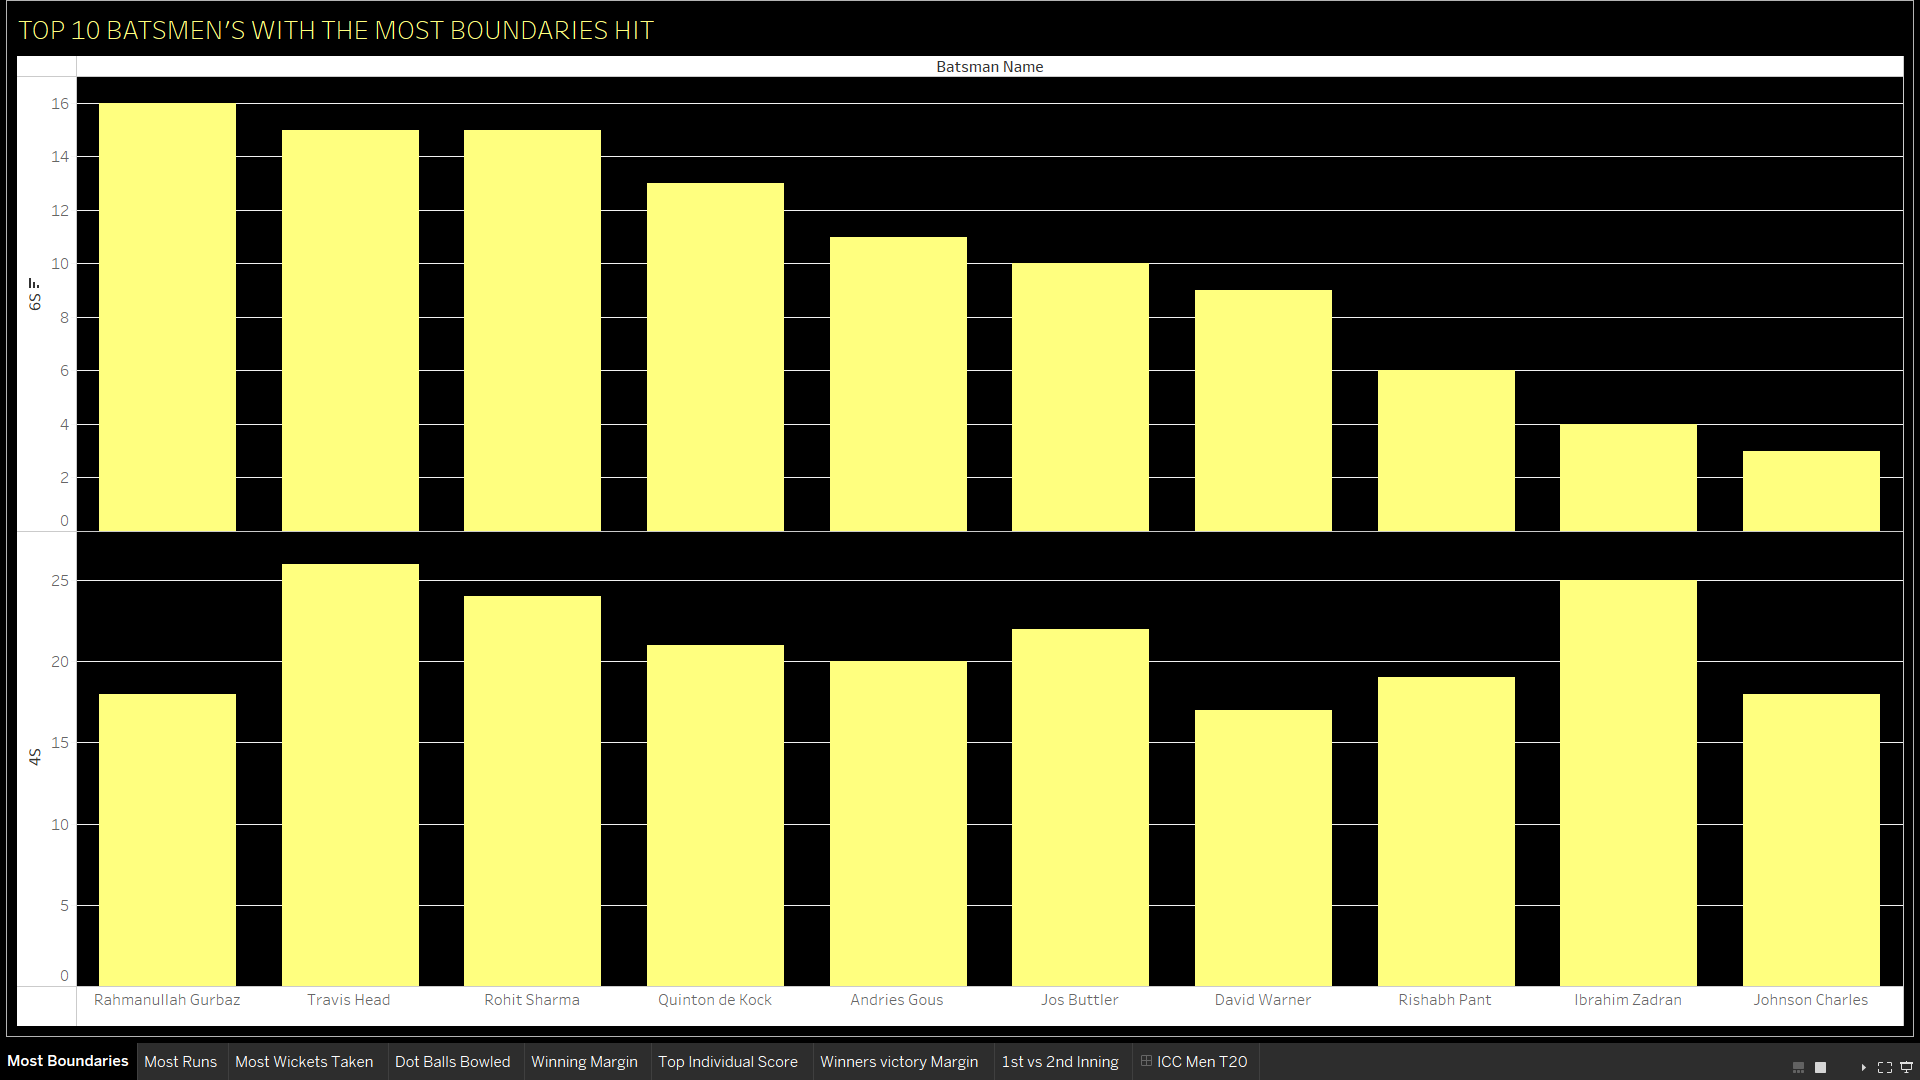 TOP 10 BATSMEN’S WITH THE MOST BOUNDARIES HIT
Batsman Name
16
14
12
10
8
6
4
2
0
6S
25
20
15
10
5
0
4S
Rahmanullah Gurbaz Travis Head Rohit Sharma Quinton de Kock Andries Gous Jos Buttler David Warner Rishabh Pant Ibrahim Zadran Johnson Charles
Most Boundaries Most Runs Most Wickets Taken Dot Balls Bowled Winning Margin Top Individual Score Winners victory Margin 1st vs 2nd Inning ICC Men T20